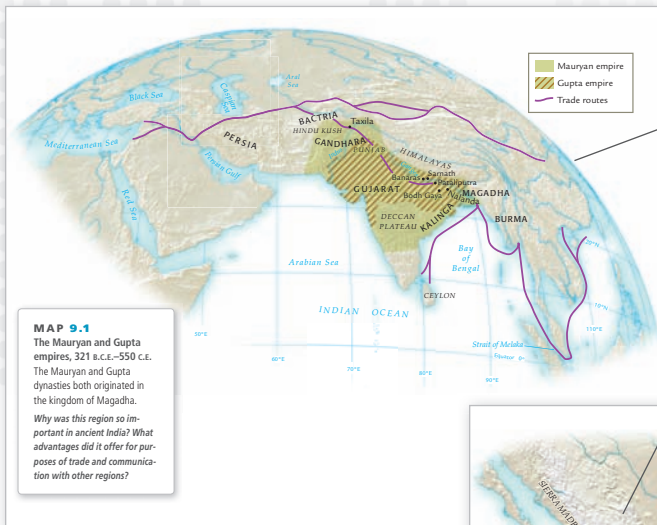 Mauryan empire
Gupta empire
Trade routes
Aral
Sea
Black Sea
Caspian
Sea
BACTRIA
Taxila
HINDU KUSH
Mediterranean Sea
GANDHARA
PERSIA
PUNJAB
HIMALAYAS
Persian Gulf
Sarnath
Banaras
Pataliputra
GUJARAT
MAGADHA
Bodh Gaya
Nalanda
Red Sea
DECCAN
PLATEAU
KALINGA
BURMA
Bay
of
Bengal
Arabian Sea
CEYLON
INDIAN OCEAN
20°N
10°N
Strait of Melaka
Equator 0°
50°E
60°E
70°E
80°E
90°E
110°E
MAP 9.1
The Mauryan and Gupta
empires, 321 B.C.E.–550 C.E.
The Mauryan and Gupta
dynasties both originated in
the kingdom of Magadha.
Why was this region so im-
portant in ancient India? What
advantages did it offer for pur-
poses of trade and communica-
tion with other regions?
SIERRA MADR